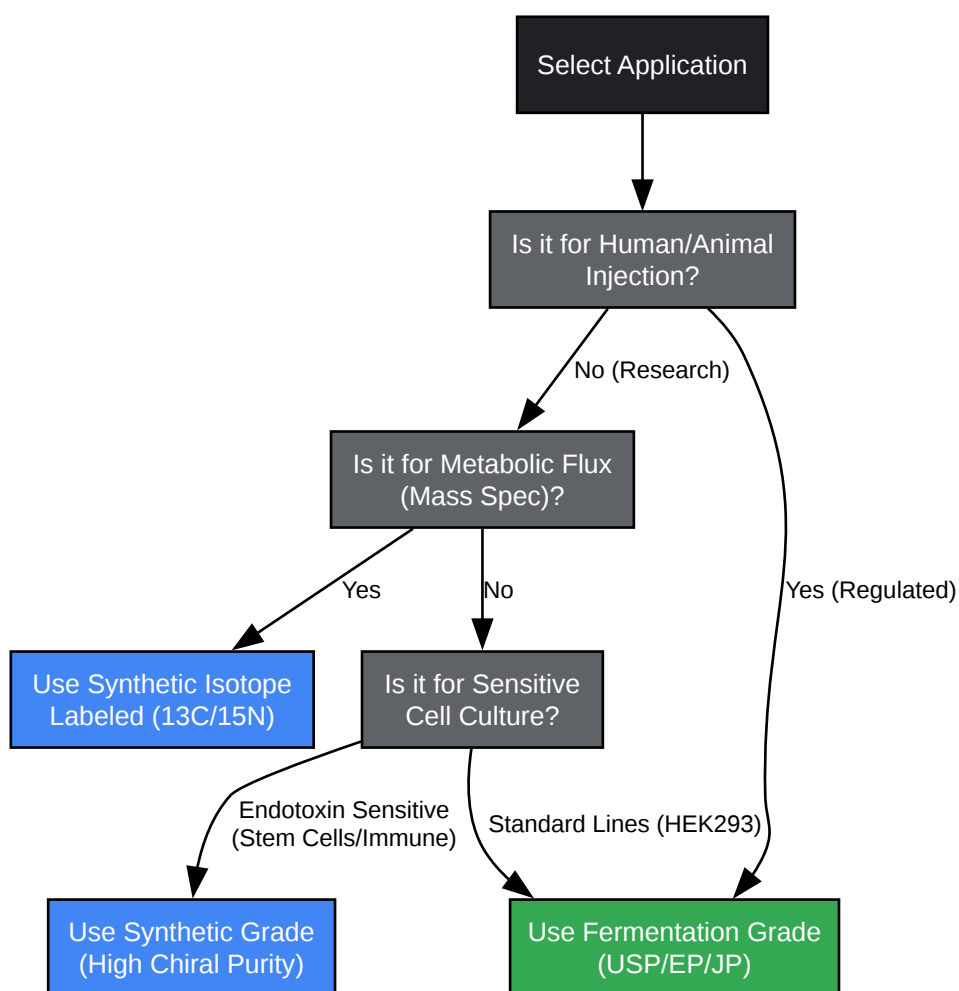 Select Application
Is it for Human/Animal
Injection?
No (Research)
Is it for Metabolic Flux
(Mass Spec)?
Yes
No
Yes (Regulated)
Use Synthetic Isotope
Labeled (13C/15N)
Is it for Sensitive
Cell Culture?
Endotoxin Sensitive
(Stem Cells/Immune)
Standard Lines (HEK293)
Use Synthetic Grade
(High Chiral Purity)
Use Fermentation Grade
(USP/EP/JP)